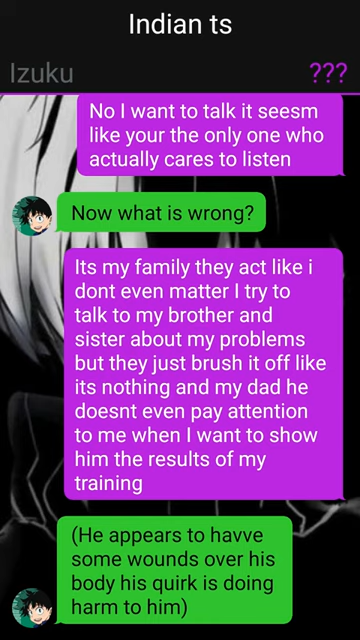 Indian ts
Izuku
???
No I want to talk it seesm
like your the only one who
actually cares to listen
Now what is wrong?
Its my family they act like i
dont even matter I try to
talk to my brother and
sister about my problems
but they just brush it off like
its nothing and my dad he
doesnt even pay attention
to me when I want to show
him the results of my
training
(He appears to havve
some wounds over his
body his quirk is doing
harm to him)